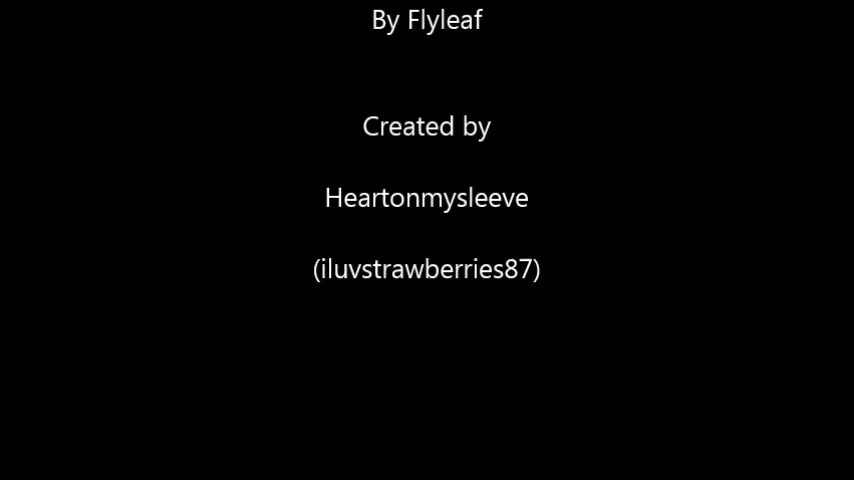 By Flyleaf
Created by
Heartonmysleeve
(iluvstrawberries87)